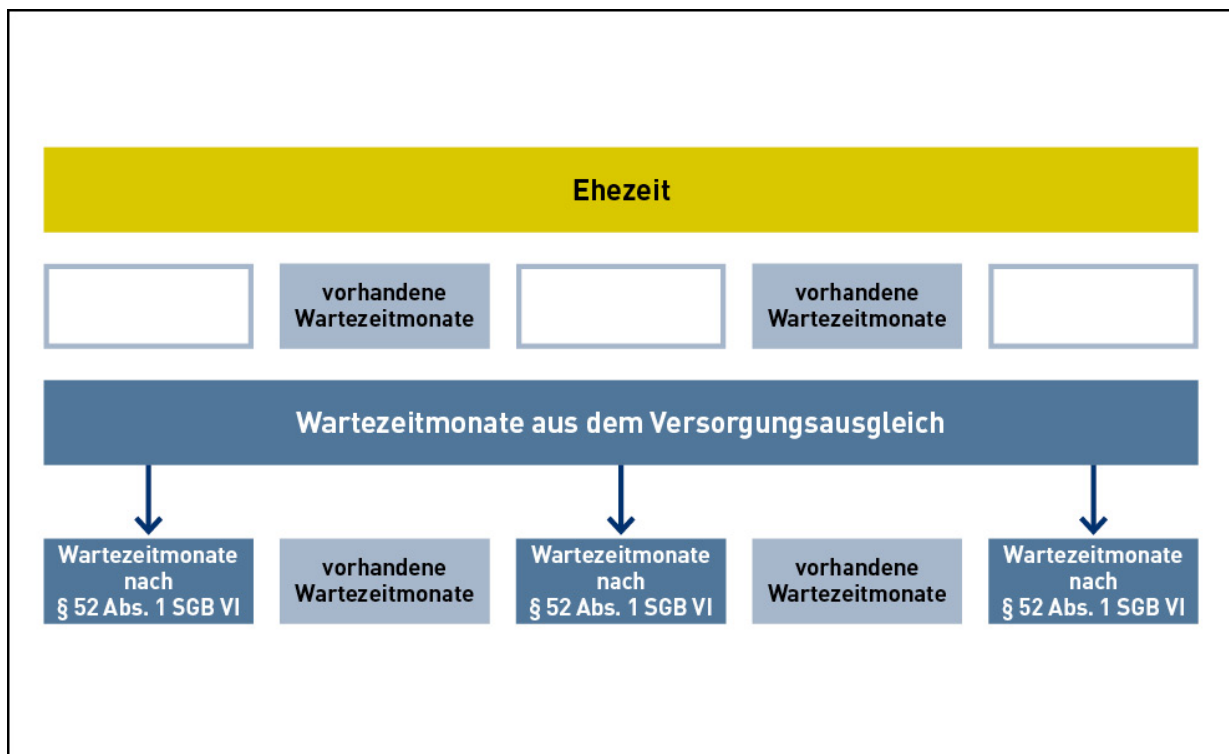 Ehezeit
vorhandene
Wartezeitmonate
vorhandene
Wartezeitmonate
Wartezeitmonate aus dem Versorgungsausgleich
Wartezeitmonate
nach
§ 52 Abs. 1 SGB VI
vorhandene
Wartezeitmonate
Wartezeitmonate
nach
§ 52 Abs. 1 SGB VI
vorhandene
Wartezeitmonate
Wartezeitmonate
nach
§ 52 Abs. 1 SGB VI